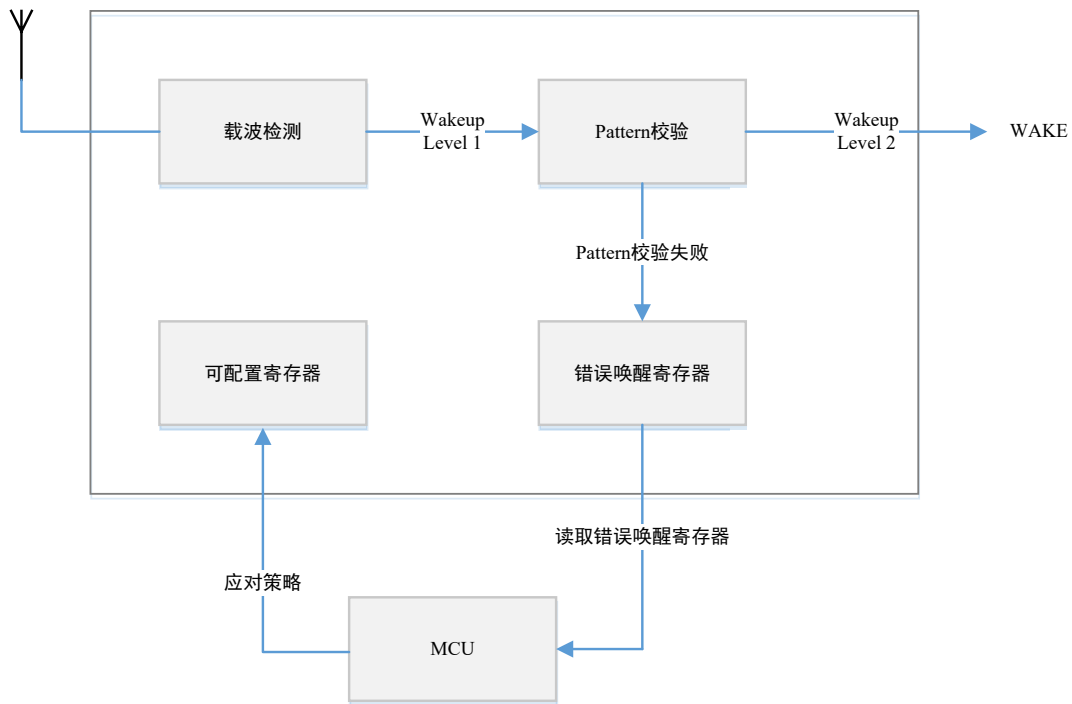 载波检测
Wakeup
Level 1
Pattern校验
Wakeup
Level 2
WAKE
Pattern校验失败
可配置寄存器
错误唤醒寄存器
读取错误唤醒寄存器
应对策略
MCU